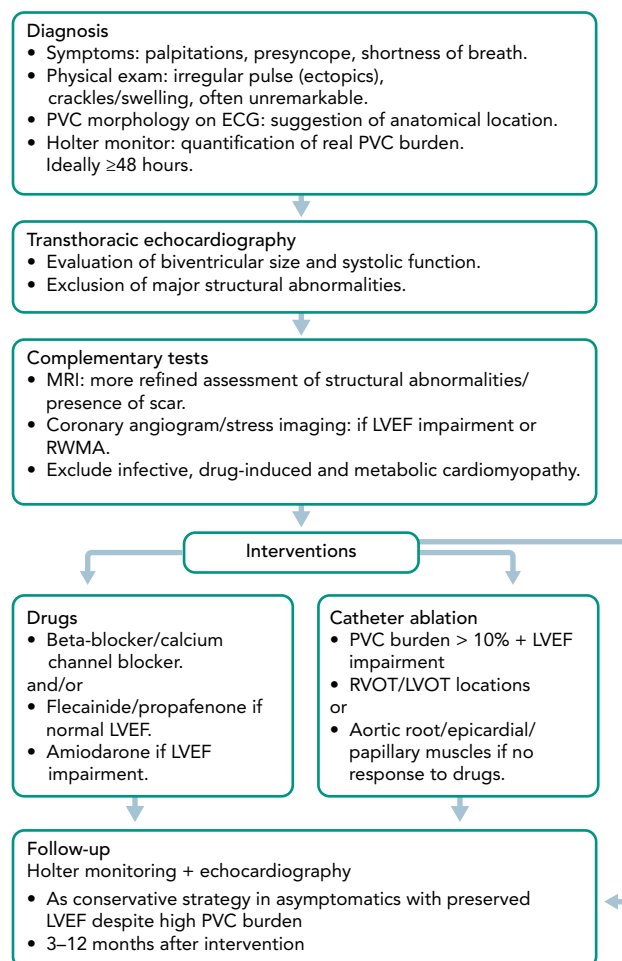 Diagnosis
• Symptoms: palpitations, presyncope, shortness of breath.
• Physical exam: irregular pulse (ectopics),
crackles/swelling, often unremarkable.
• PVC morphology on ECG: suggestion of anatomical location.
• Holter monitor: quantification of real PVC burden.
Ideally ≥48 hours.
Transthoracic echocardiography
• Evaluation of biventricular size and systolic function.
• Exclusion of major structural abnormalities.
Complementary tests
• MRI: more refined assessment of structural abnormalities/
presence of scar.
• Coronary angiogram/stress imaging: if LVEF impairment or
RWMA.
• Exclude infective, drug-induced and metabolic cardiomyopathy.
Interventions
Drugs
• Beta-blocker/calcium
channel blocker.
and/or
• Flecainide/propafenone if
normal LVEF.
• Amiodarone if LVEF
impairment.
Catheter ablation
• PVC burden > 10% + LVEF
impairment
• RVOT/LVOT locations
or
• Aortic root/epicardial/
papillary muscles if no
response to drugs.
Follow-up
Holter monitoring + echocardiography
• As conservative strategy in asymptomatics with preserved
LVEF despite high PVC burden
• 3–12 months after intervention